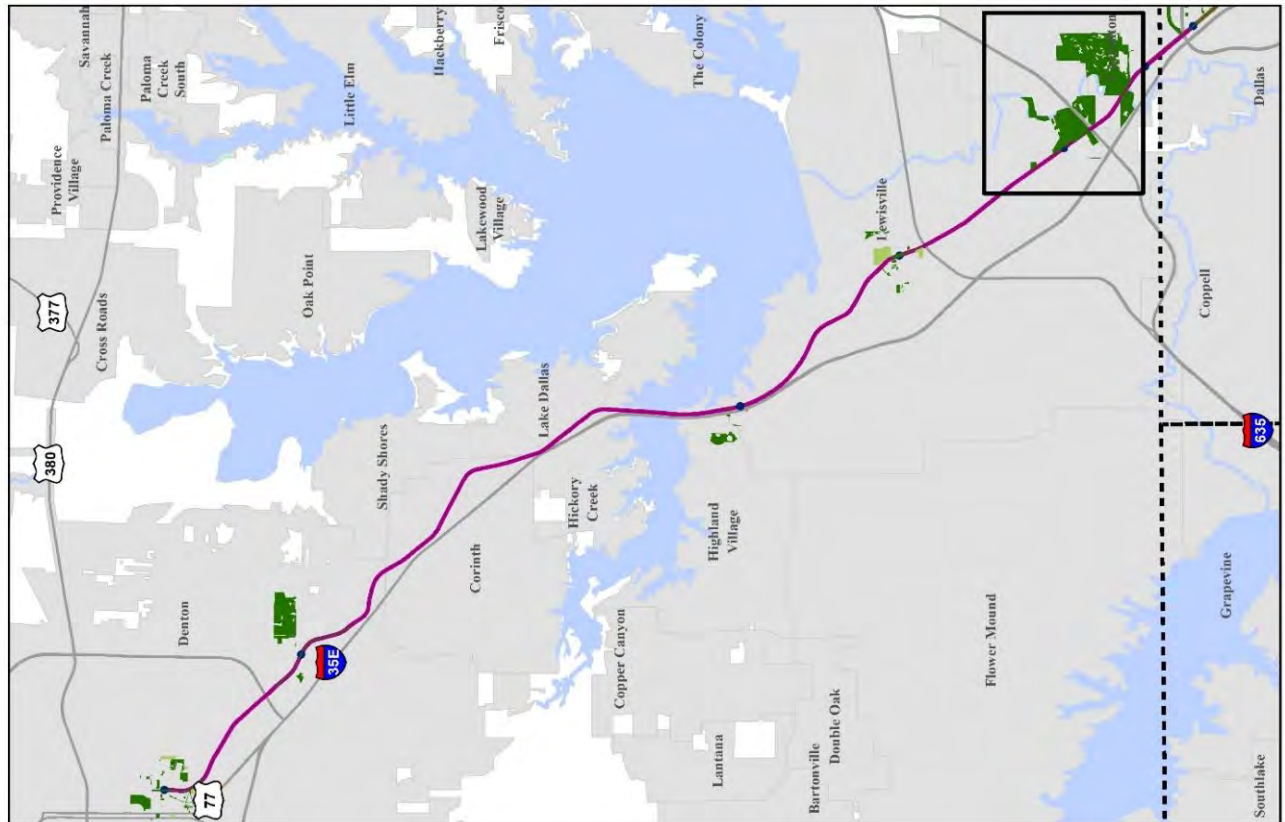 Savannah
Paloma Creek
Providence
Village
377
Cross Roads
380
Paloma Creek
South
Hackberry
Frisco
Little Elm
Oak Point
Lakewood
Village
The Colony
Shady Shores
Lake Dallas
Denton
Corinth
Hickory
Creek
35E
77
Copper Canyon
Highland
Village
Lewisville
Lantana
Bartonville
Double Oak
Flower Mound
Dallas
Coppell
635
Grapevine
Southlake